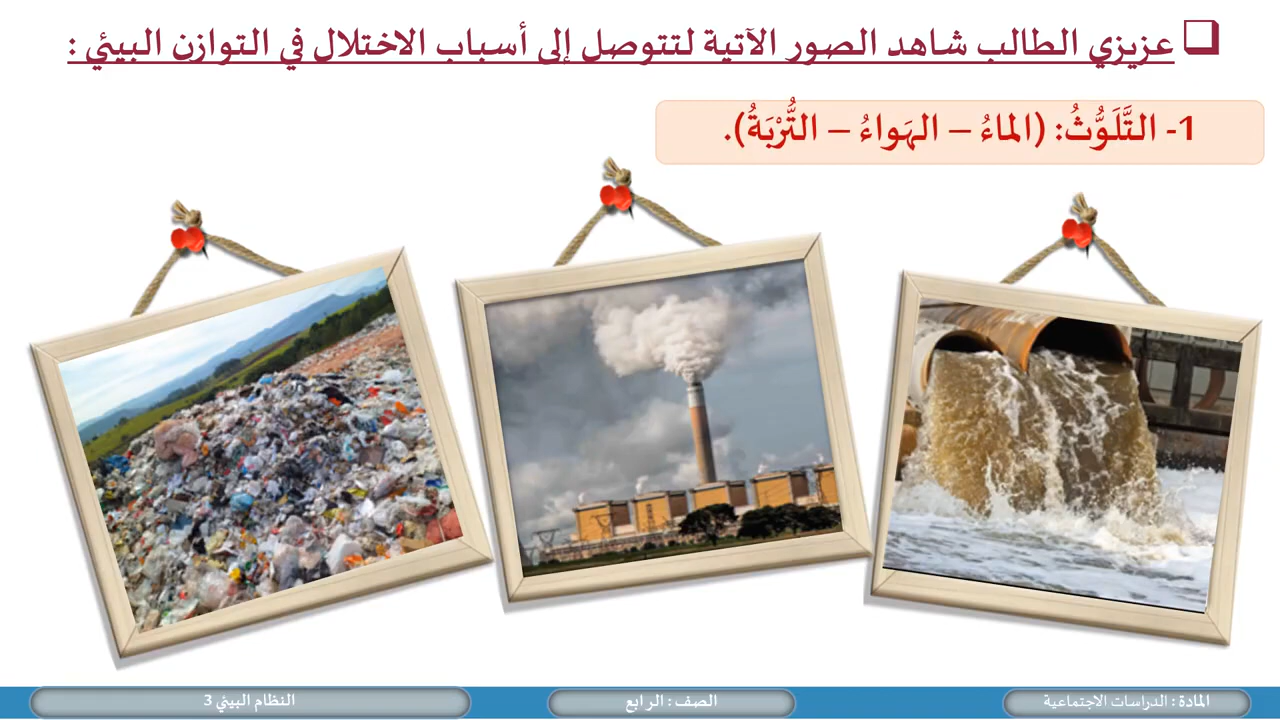 عزيزي الطالب شاهد الصور الآتية لتتوصل إلى أسباب الاختلال في التوازن البيئي :
1- التَّلَوُّثُ: (الماءُ – الهَواءُ – التُّرْبَةُ).
المادة : الدراسات الاجتماعية
الصف : الرابع
النظام البيئي 3